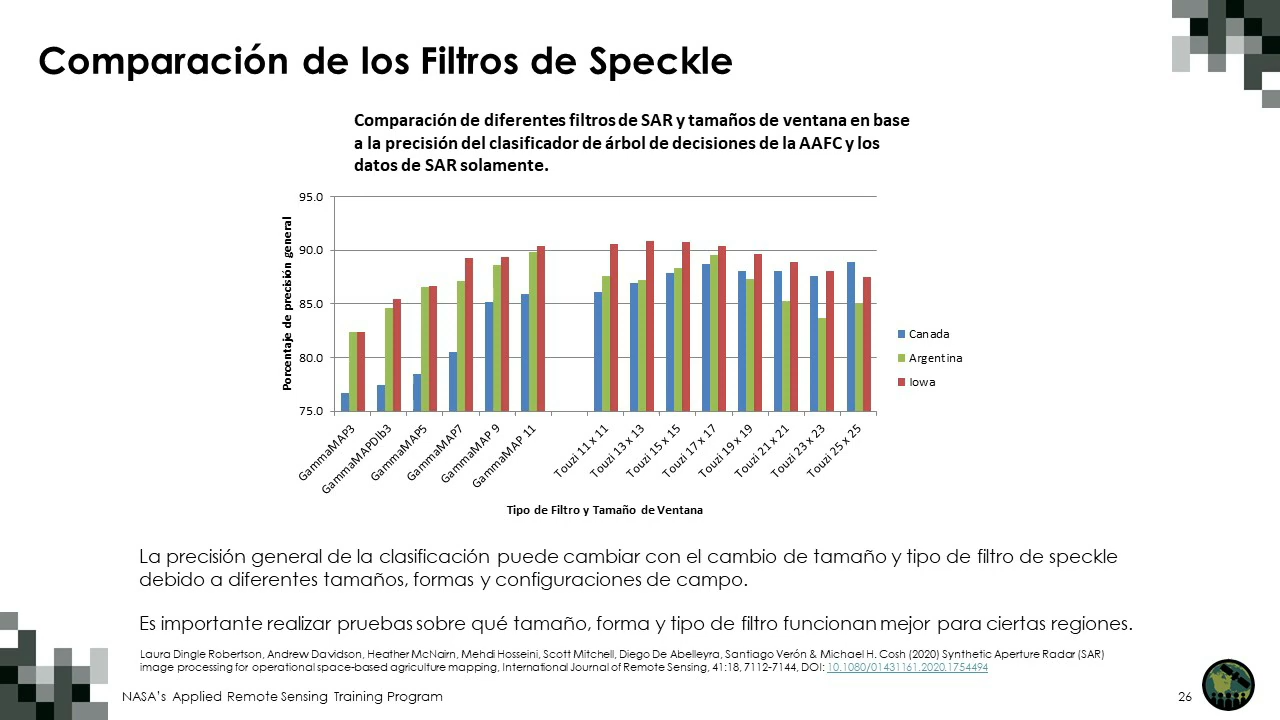 Comparación de los Filtros de Speckle
Comparación de diferentes filtros de SAR y tamaños de ventana en base
a la precisión del clasificador de árbol de decisiones de la AAFC y los
datos de SAR solamente.
Porcentaje de precisión general
95.0
90.0
85.0
80.0
75.0
GammaMAP3
GammaMAPDlb3
GammaMAP5
GammaMAP7
GammaMAP 9
GammaMAP 11
Touzi 11 x 11
Touzi 13 x 13
Touzi 15 x 15
Touzi 17 x 17
Touzi 19 x 19
Touzi 21 x 21
Touzi 23 x 23
Touzi 25 x 25
Tipo de Filtro y Tamaño de Ventana
Canada
Argentina
Iowa
La precisión general de la clasificación puede cambiar con el cambio de tamaño y tipo de filtro de speckle
debido a diferentes tamaños, formas y configuraciones de campo.
Es importante realizar pruebas sobre qué tamaño, forma y tipo de filtro funcionan mejor para ciertas regiones.
Laura Dingle Robertson, Andrew Davidson, Heather McNairn, Mehdi Hosseini, Scott Mitchell, Diego De Abelleyra, Santiago Verón & Michael H. Cosh (2020) Synthetic Aperture Radar (SAR)
image processing for operational space-based agriculture mapping, International Journal of Remote Sensing, 41:18, 7112-7144, DOI: 10.1080/01431161.2020.1754494
NASA's Applied Remote Sensing Training Program
26